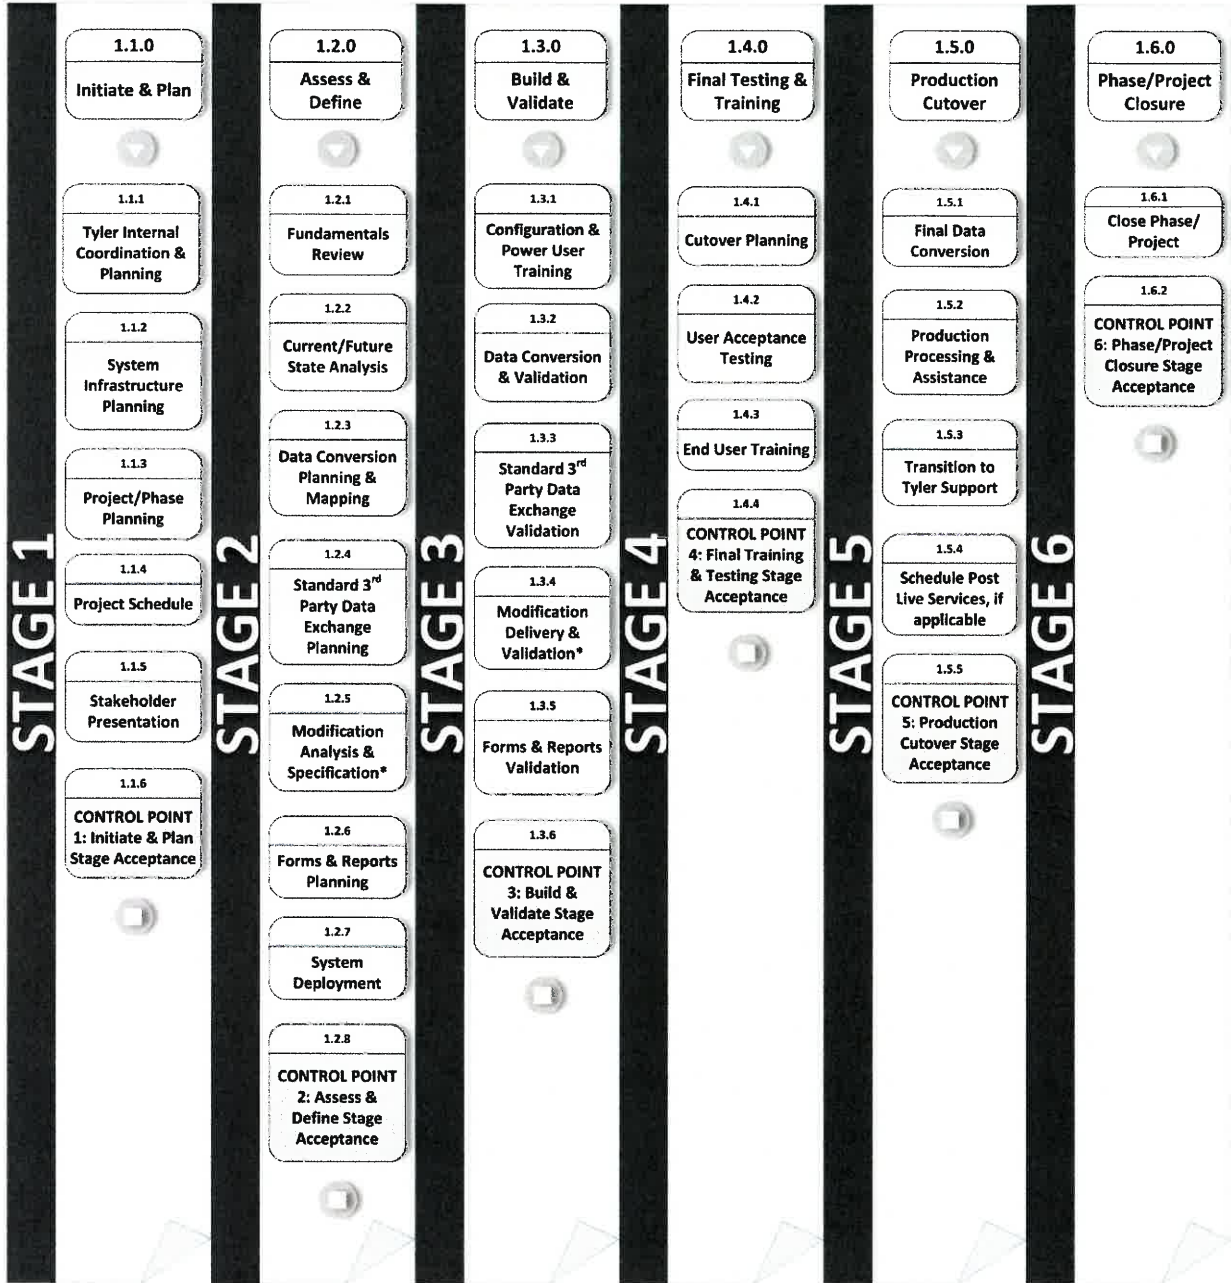 STAGE 1
1.1.0
Initiate & Plan
1.1.1
Tyler Internal
Coordination &
Planning
1.1.2
System
Infrastructure
Planning
1.1.3
Project/Phase
Planning
1.1.4
Project Schedule
1.1.5
Stakeholder
Presentation
1.1.6
CONTROL POINT
1: Initiate & Plan
Stage Acceptance
STAGE 2
1.2.0
Assess &
Define
1.2.1
Fundamentals
Review
1.2.2
Current/Future
State Analysis
1.2.3
Data Conversion
Planning &
Mapping
1.2.4
Standard 3rd
Party Data
Exchange
Planning
1.2.5
Modification
Analysis &
Specification*
1.2.6
Forms & Reports
Planning
1.2.7
System
Deployment
1.2.8
CONTROL POINT
2: Assess &
Define Stage
Acceptance
STAGE 3
1.3.0
Build &
Validate
1.3.1
Configuration &
Power User
Training
1.3.2
Data Conversion
& Validation
1.3.3
Standard 3rd
Party Data
Exchange
Validation
1.3.4
Modification
Delivery &
Validation*
1.3.5
Forms & Reports
Validation
1.3.6
CONTROL POINT
3: Build &
Validate Stage
Acceptance
STAGE 4
1.4.0
Final Testing &
Training
1.4.1
Cutover Planning
1.4.2
User Acceptance
Testing
1.4.3
End User Training
1.4.4
CONTROL POINT
4: Final Training
& Testing Stage
Acceptance
STAGE 5
1.5.0
Production
Cutover
1.5.1
Final Data
Conversion
1.5.2
Production
Processing &
Assistance
1.5.3
Transition to
Tyler Support
1.5.4
Schedule Post
Live Services, if
applicable
1.5.5
CONTROL POINT
5: Production
Cutover Stage
Acceptance
STAGE 6
1.6.0
Phase/Project
Closure
1.6.1
Close Phase/
Project
1.6.2
CONTROL POINT
6: Phase/Project
Closure Stage
Acceptance